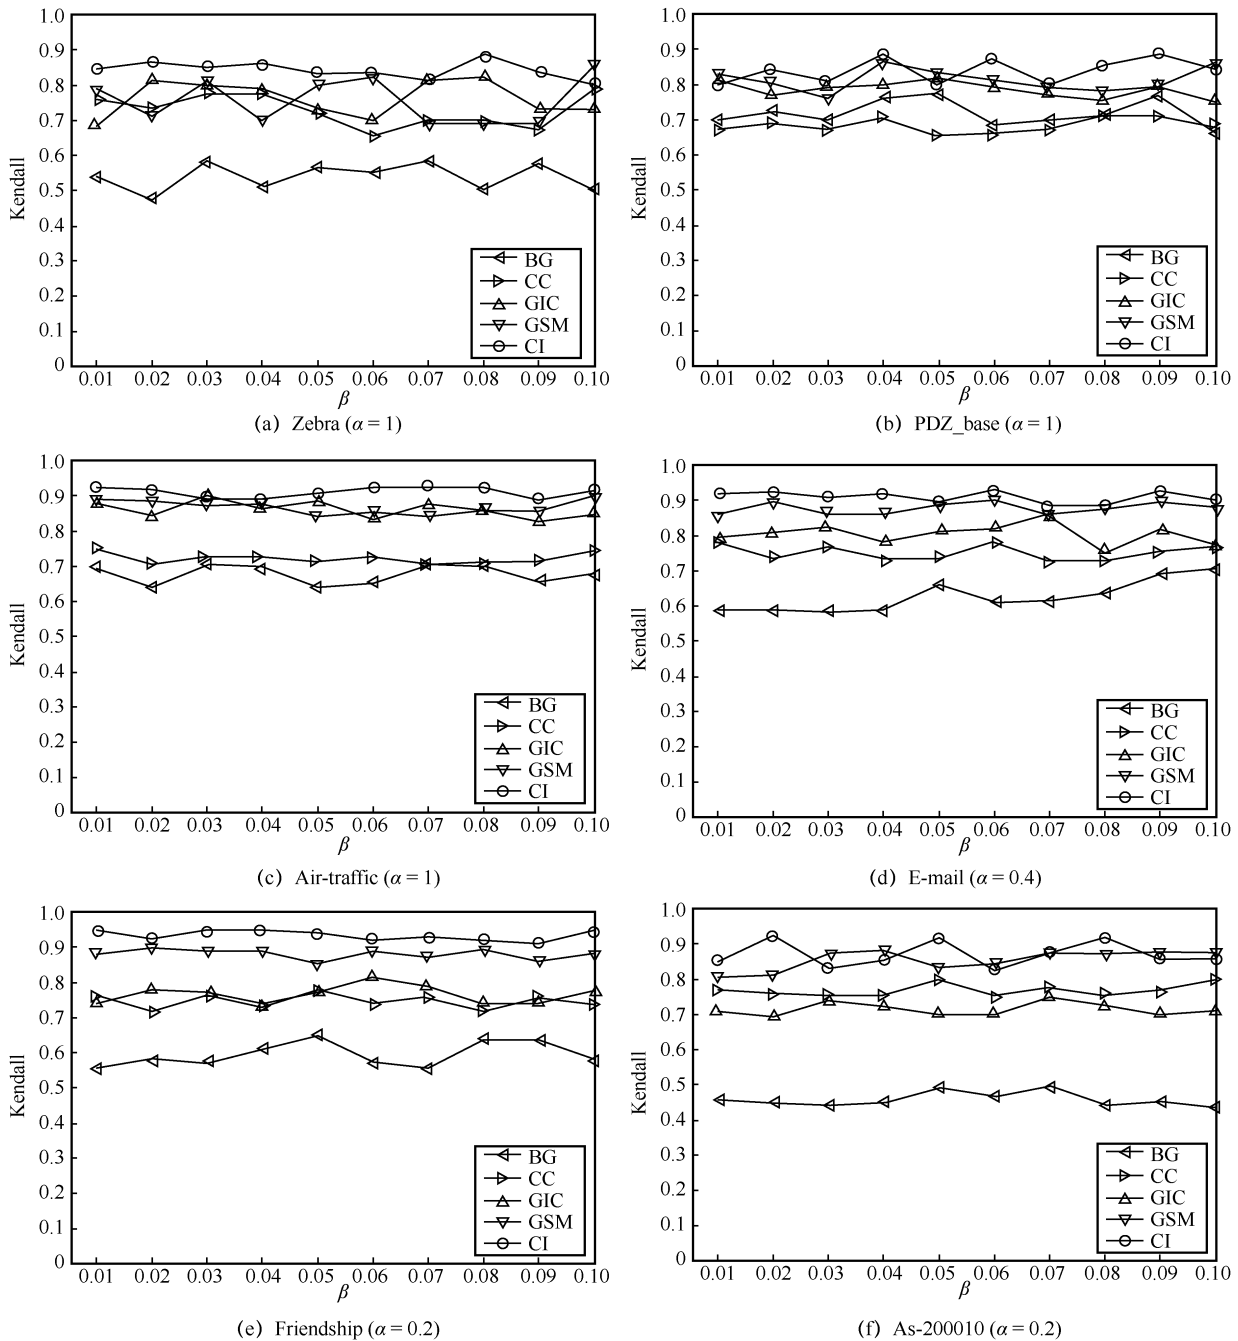 1.0
0.9
0.8
0.7
0.6
0.5
0.4
0.3
0.2
0.1
0
Kendall
BG
CC
GIC
GSM
CI
0.01 0.02 0.03 0.04 0.05 0.06 0.07 0.08 0.09 0.10
β
(a) Zebra (α = 1)
1.0
0.9
0.8
0.7
0.6
0.5
0.4
0.3
0.2
0.1
0
Kendall
BG
CC
GIC
GSM
CI
0.01 0.02 0.03 0.04 0.05 0.06 0.07 0.08 0.09 0.10
β
(b) PDZ_base (α = 1)
1.0
0.9
0.8
0.7
0.6
0.5
0.4
0.3
0.2
0.1
0
Kendall
BG
CC
GIC
GSM
CI
0.01 0.02 0.03 0.04 0.05 0.06 0.07 0.08 0.09 0.10
β
(c) Air-traffic (α = 1)
1.0
0.9
0.8
0.7
0.6
0.5
0.4
0.3
0.2
0.1
0
Kendall
BG
CC
GIC
GSM
CI
0.01 0.02 0.03 0.04 0.05 0.06 0.07 0.08 0.09 0.10
β
(d) E-mail (α = 0.4)
1.0
0.9
0.8
0.7
0.6
0.5
0.4
0.3
0.2
0.1
0
Kendall
BG
CC
GIC
GSM
CI
0.01 0.02 0.03 0.04 0.05 0.06 0.07 0.08 0.09 0.10
β
(e) Friendship (α = 0.2)
1.0
0.9
0.8
0.7
0.6
0.5
0.4
0.3
0.2
0.1
0
Kendall
BG
CC
GIC
GSM
CI
0.01 0.02 0.03 0.04 0.05 0.06 0.07 0.08 0.09 0.10
β
(f) As-200010 (α = 0.2)